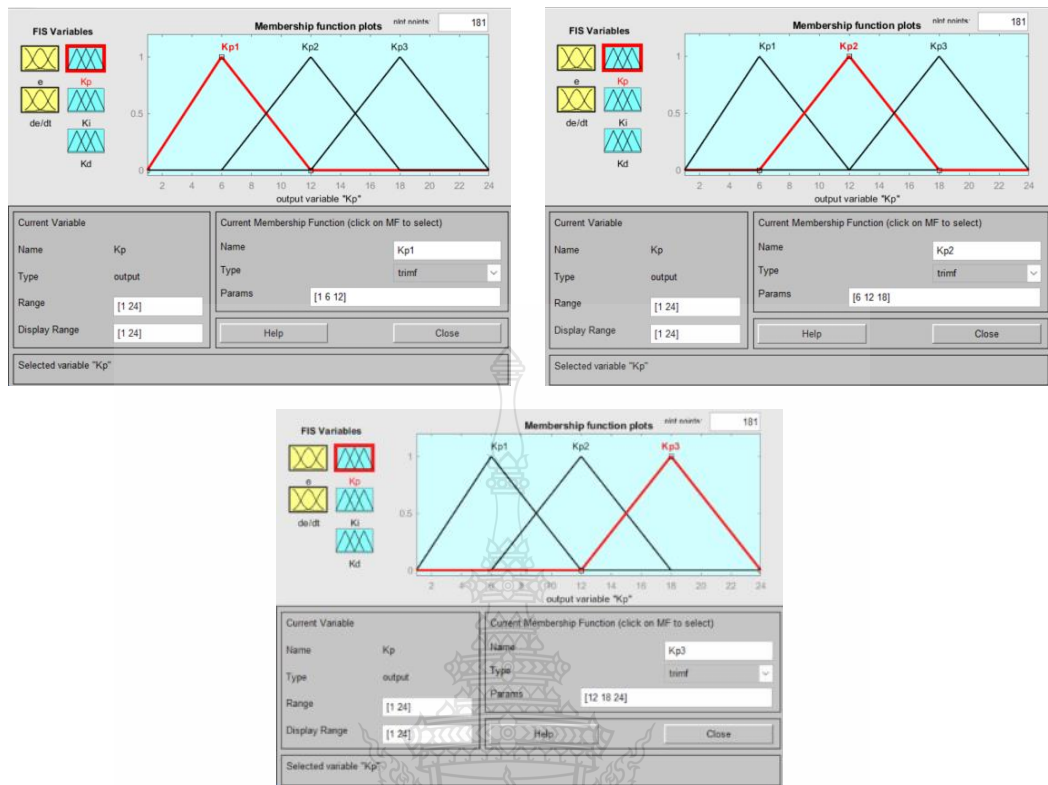 FIS Variables
Membership function plots
plot points:
181
Kp1
Kp2
Kp3
e
Kp
de/dt
Ki
Kd
1
0.5
0
2 4 6 8 10 12 14 16 18 20 22 24
output variable "Kp"
Current Variable
Name Kp
Type output
Range [1 24]
Display Range [1 24]
Current Membership Function (click on MF to select)
Name Kp1
Type trimf
Params [1 6 12]
Help Close
Selected variable "Kp"
FIS Variables
Membership function plots
plot points:
181
Kp1
Kp2
Kp3
e
Kp
de/dt
Ki
Kd
1
0.5
0
2 4 6 8 10 12 14 16 18 20 22 24
output variable "Kp"
Current Variable
Name Kp
Type output
Range [1 24]
Display Range [1 24]
Current Membership Function (click on MF to select)
Name Kp2
Type trimf
Params [6 12 18]
Help Close
Selected variable "Kp"
FIS Variables
Membership function plots
plot points:
181
Kp1
Kp2
Kp3
e
Kp
de/dt
Ki
Kd
1
0.5
0
2 4 6 8 10 12 14 16 18 20 22 24
output variable "Kp"
Current Variable
Name Kp
Type output
Range [1 24]
Display Range [1 24]
Current Membership Function (click on MF to select)
Name Kp3
Type trimf
Params [12 18 24]
Help Close
Selected variable "Kp"